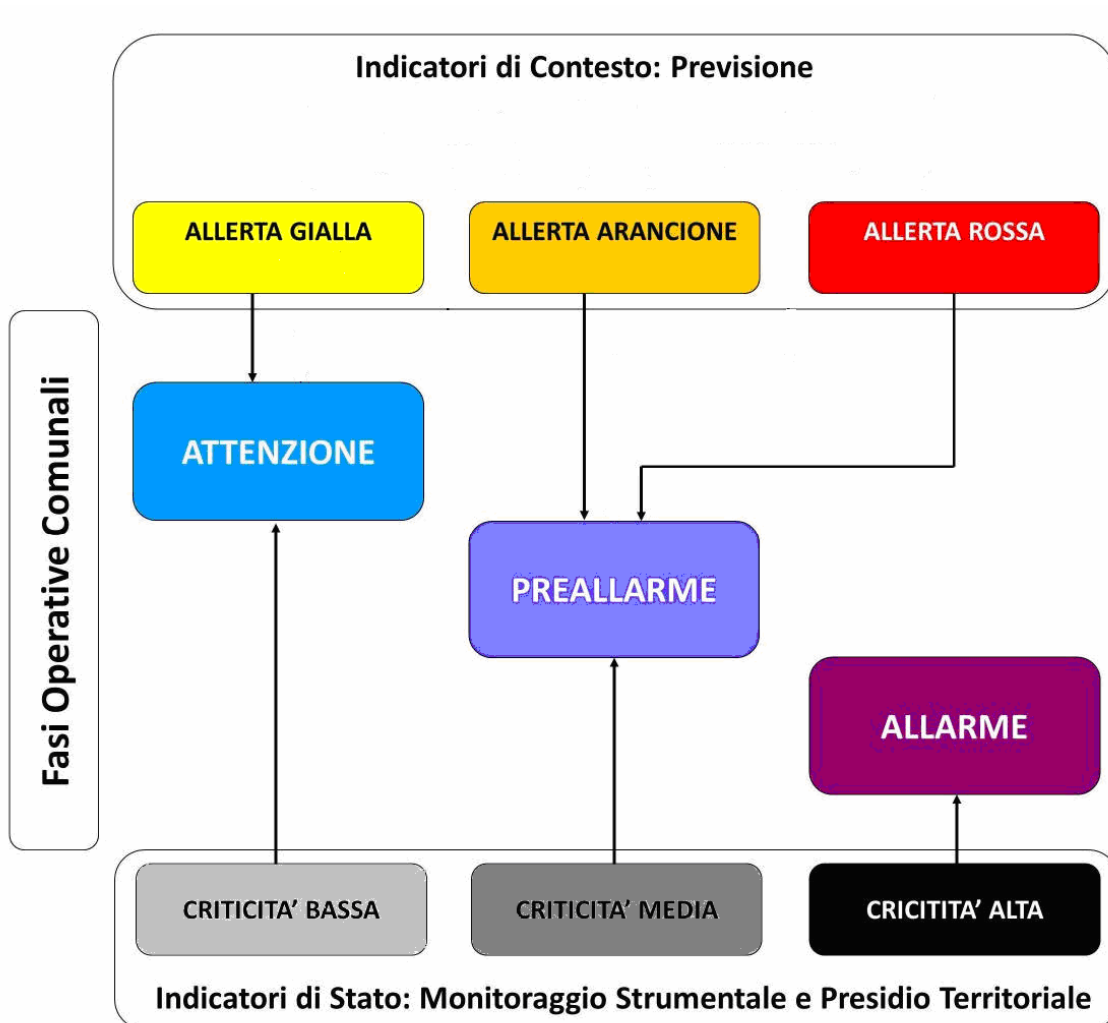 Indicatori di Contesto: Previsione
ALLERTA GIALLA
ALLERTA ARANCIONE
ALLERTA ROSSA
Fasi Operative Comunali
ATTENZIONE
PREALLARME
ALLARME
CRITICITA’ BASSA
CRITICITA’ MEDIA
CRICITITA’ ALTA
Indicatori di Stato: Monitoraggio Strumentale e Presidio Territoriale